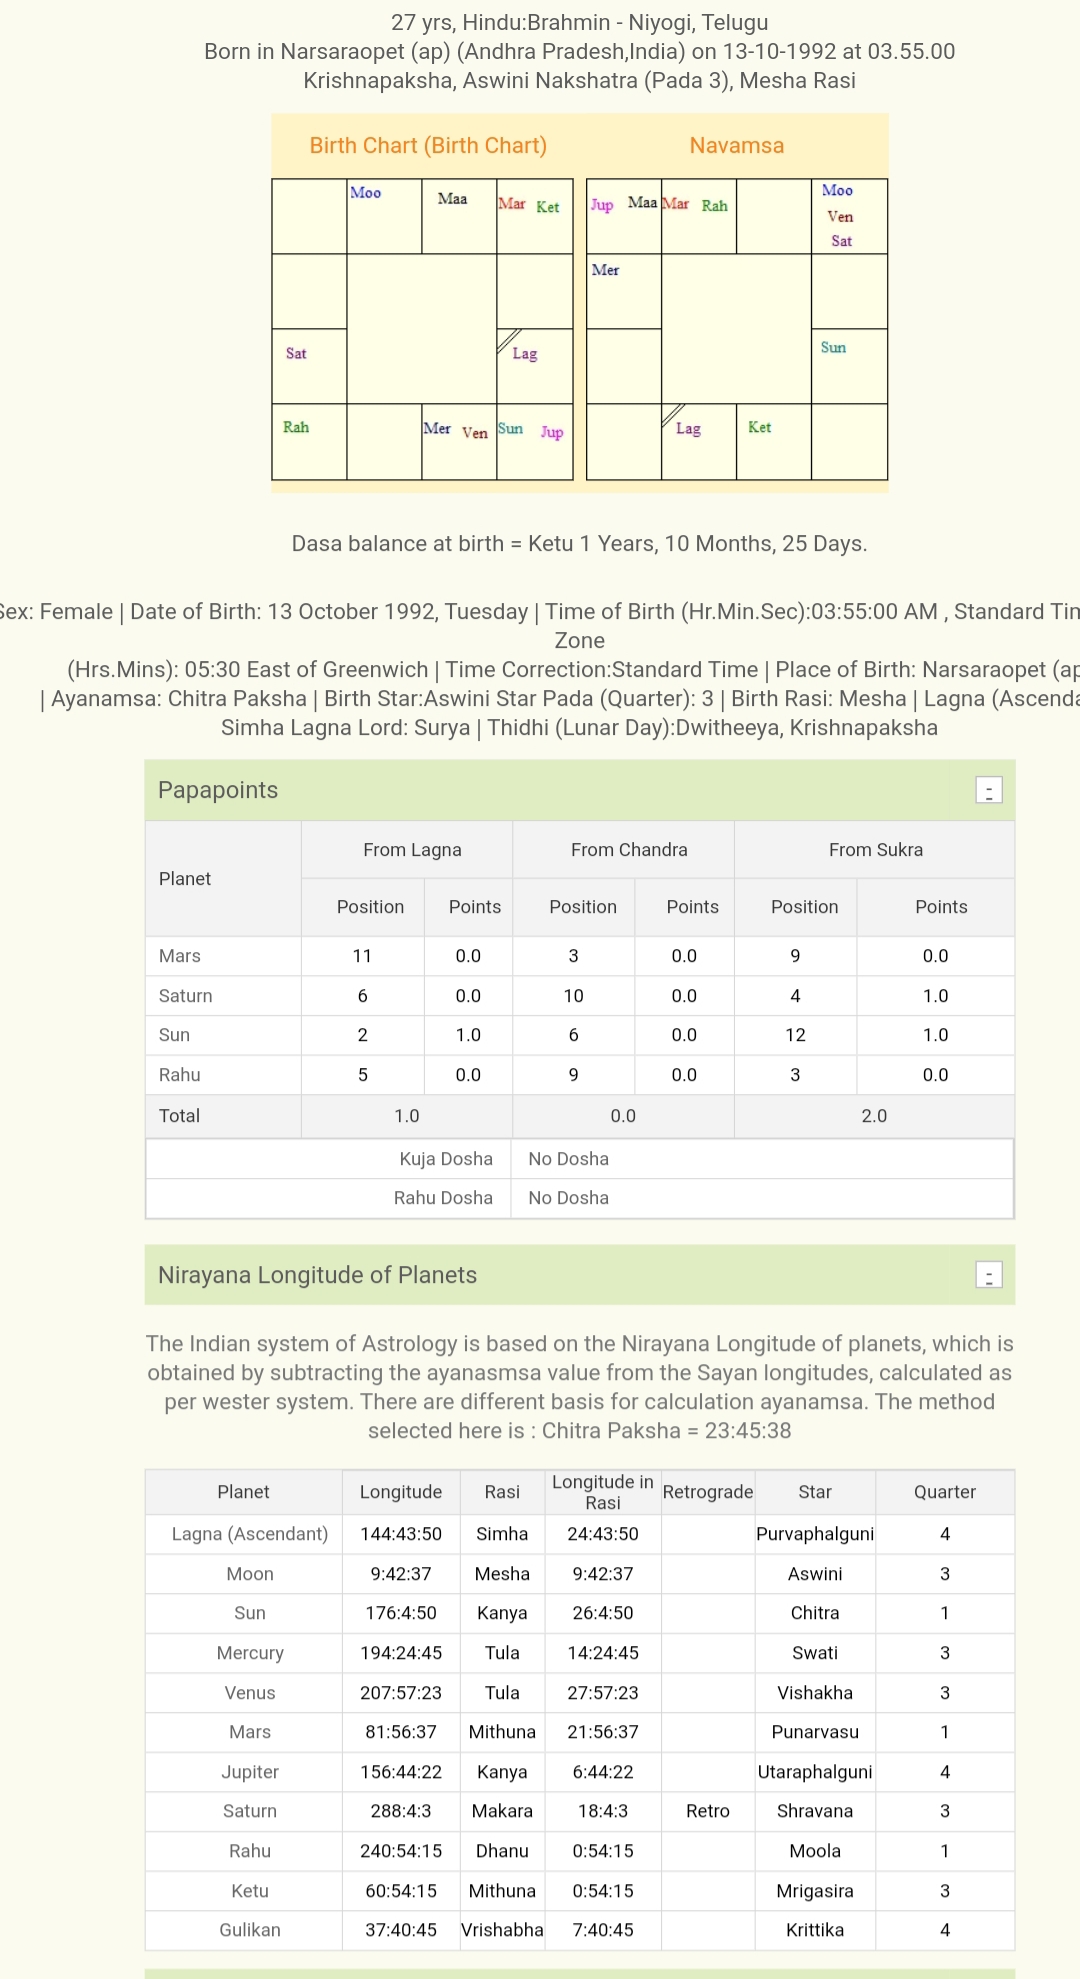 27 yrs, Hindu:Brahmin - Niyogi, Telugu
Born in Narsaraopet (ap) (Andhra Pradesh,India) on 13-10-1992 at 03.55.00
Krishnapaksha, Aswini Nakshatra (Pada 3), Mesha Rasi
Birth Chart (Birth Chart) Navamsa
Moo Maa Mar Ket Jup Maa Mar Rah Moo
Ven
Sat
Mer
Sat Lag Sun
Rah Mer Ven Sun Jup Lag Ket
Dasa balance at birth = Ketu 1 Years, 10 Months, 25 Days.
Sex: Female | Date of Birth: 13 October 1992, Tuesday | Time of Birth (Hr.Min.Sec):03:55:00 AM , Standard Tim
Zone
(Hrs.Mins): 05:30 East of Greenwich | Time Correction:Standard Time | Place of Birth: Narsaraopet (ap
| Ayanamsa: Chitra Paksha | Birth Star:Aswini Star Pada (Quarter): 3 | Birth Rasi: Mesha | Lagna (Ascenda
Simha Lagna Lord: Surya | Thidhi (Lunar Day):Dwitheeya, Krishnapaksha
Papapoints -
Planet From Lagna From Chandra From Sukra
Position Points Position Points Position Points
Mars 11 0.0 3 0.0 9 0.0
Saturn 6 0.0 10 0.0 4 1.0
Sun 2 1.0 6 0.0 12 1.0
Rahu 5 0.0 9 0.0 3 0.0
Total 1.0 0.0 2.0
Kuja Dosha No Dosha
Rahu Dosha No Dosha
Nirayana Longitude of Planets -
The Indian system of Astrology is based on the Nirayana Longitude of planets, which is
obtained by subtracting the ayanasmsa value from the Sayan longitudes, calculated as
per wester system. There are different basis for calculation ayanamsa. The method
selected here is : Chitra Paksha = 23:45:38
Planet Longitude Rasi Longitude in Rasi Retrograde Star Quarter
Lagna (Ascendant) 144:43:50 Simha 24:43:50 Purvaphalguni 4
Moon 9:42:37 Mesha 9:42:37 Aswini 3
Sun 176:4:50 Kanya 26:4:50 Chitra 1
Mercury 194:24:45 Tula 14:24:45 Swati 3
Venus 207:57:23 Tula 27:57:23 Vishakha 3
Mars 81:56:37 Mithuna 21:56:37 Punarvasu 1
Jupiter 156:44:22 Kanya 6:44:22 Utaraphalguni 4
Saturn 288:4:3 Makara 18:4:3 Retro Shravana 3
Rahu 240:54:15 Dhanu 0:54:15 Moola 1
Ketu 60:54:15 Mithuna 0:54:15 Mrigasira 3
Gulikan 37:40:45 Vrishabha 7:40:45 Krittika 4